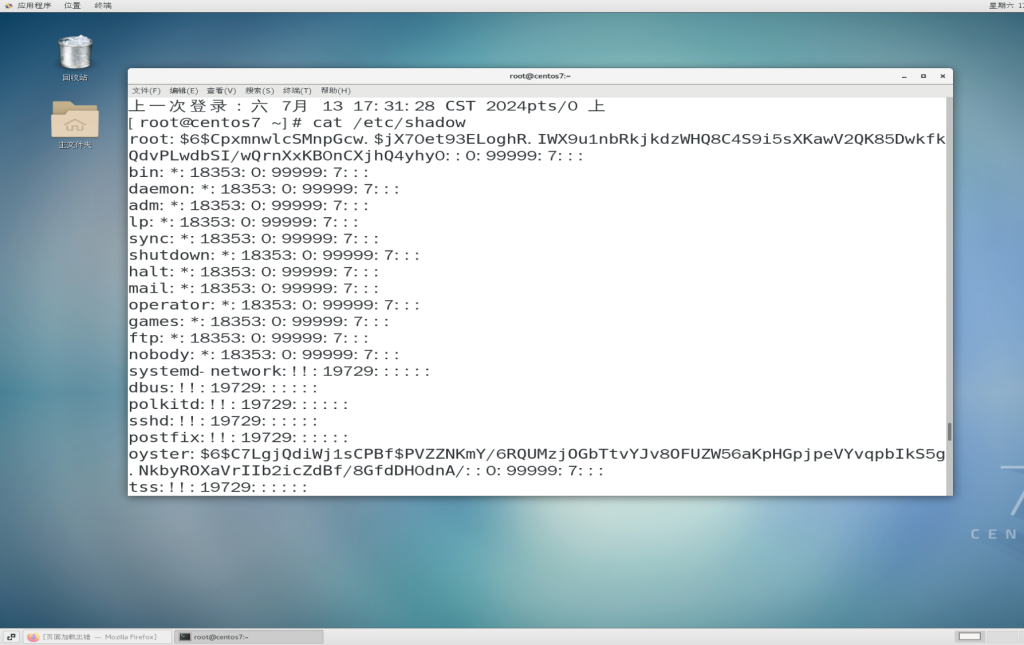 应用程序 位置 终端
星期六 1
回收站
主文件夹
root@centos7:~
文件(F) 编辑(E) 查看(V) 搜索(S) 终端(T) 帮助(H)
上一次登录：六 7月 13 17:31:28 CST 2024pts/0 上
[root@centos7 ~]# cat /etc/shadow
root:$6$CpxmnwlcSMnpGcw.$jX7Oet93ELoghR.IWX9u1nbRkjkdzWHQ8C4S9i5sXKawV2QK85Dwkfk
QdvPLwdbSI/wQrnXxKBOnCXjhQ4yhy0::0:99999:7:::
bin:*:18353:0:99999:7:::
daemon:*:18353:0:99999:7:::
adm:*:18353:0:99999:7:::
lp:*:18353:0:99999:7:::
sync:*:18353:0:99999:7:::
shutdown:*:18353:0:99999:7:::
halt:*:18353:0:99999:7:::
mail:*:18353:0:99999:7:::
operator:*:18353:0:99999:7:::
games:*:18353:0:99999:7:::
ftp:*:18353:0:99999:7:::
nobody:*:18353:0:99999:7:::
systemd-network:!!:19729::::::
dbus:!!:19729::::::
polkitd:!!:19729::::::
sshd:!!:19729::::::
postfix:!!:19729::::::
oyster:$6$C7LgjQdiWj1sCPBf$PVZZNKmY/6RQUMzjOGbTtvYJv8OFUZW56aKpHGpjpeVYvqpbIkS5g
.NkbyROXaVrIIb2icZdBf/8GfdDHOdnA/::0:99999:7:::
tss:!!:19729::::::
7
CEN
[页面加载出错 — Mozilla Firefox]
root@centos7:~